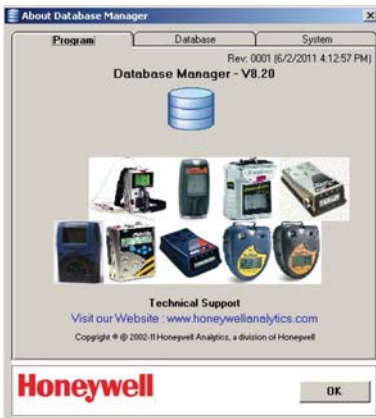 About Database Manager
Program Database System
Rev: 0001 (6/2/2011 4:12:57 PM)
Database Manager - V8.20
Technical Support
Visit our Website : www.honeywellanalytics.com
Copyright ® © 2002-11 Honeywell Analytics, a division of Honeywell
Honeywell
OK